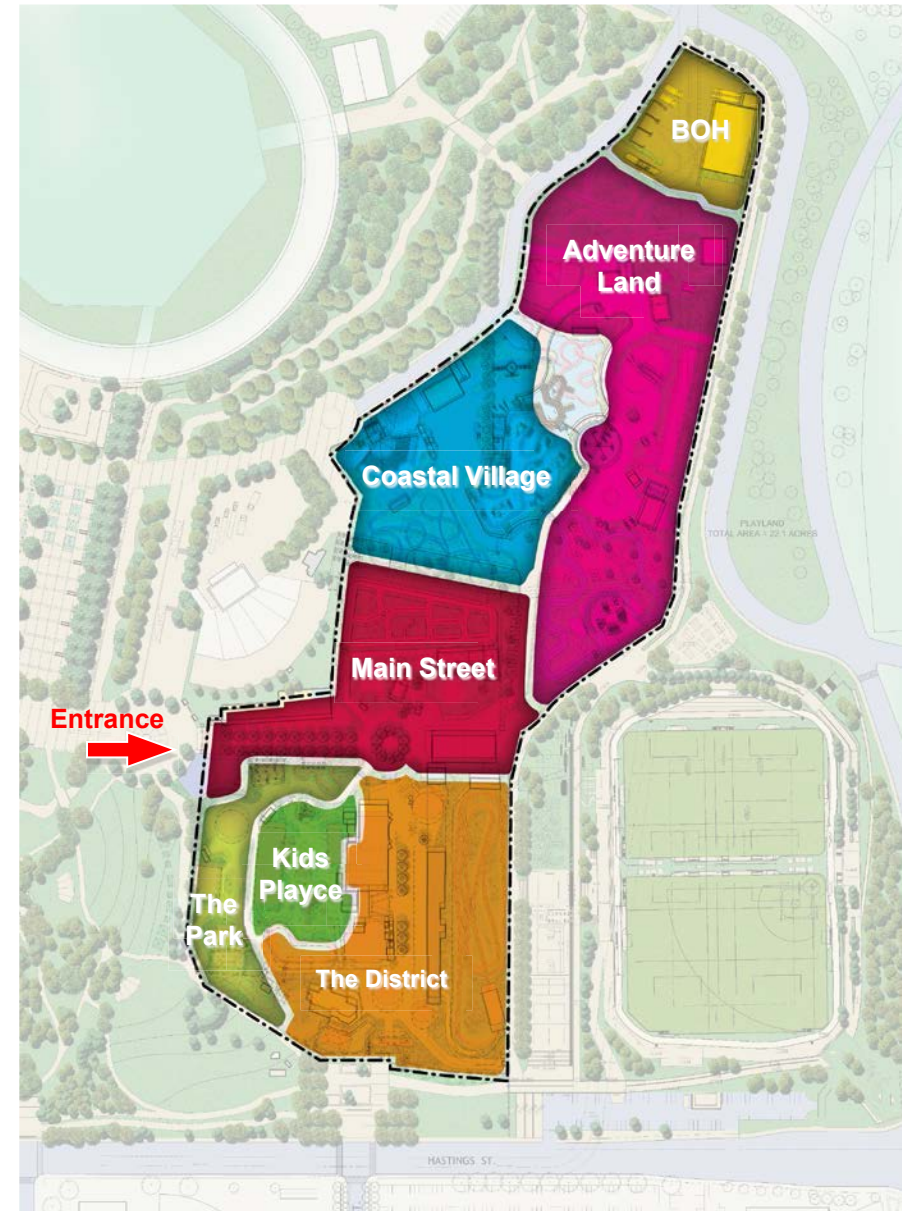 BOH
Adventure
Land
Coastal Village
PLAYLAND
TOTAL AREA = 22.1 ACRES
Main Street
Entrance
Kids
Playce
The
Park
The District
HASTINGS ST.